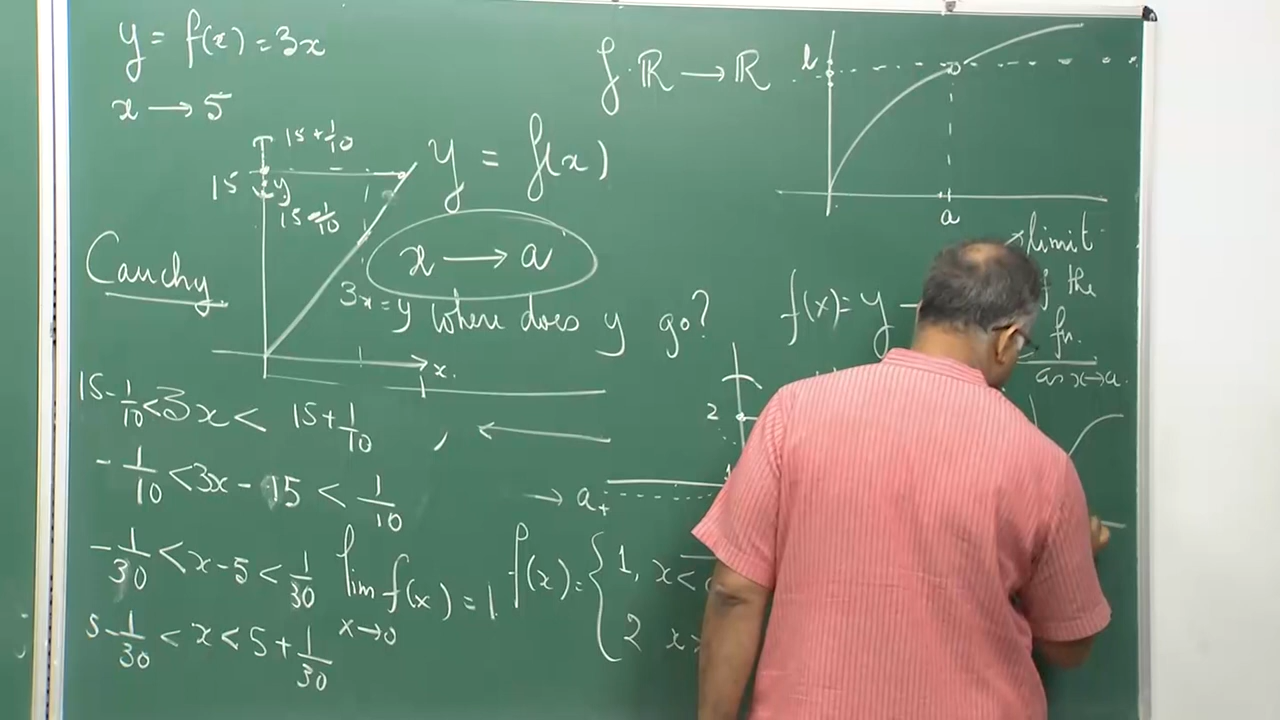 y = f(x) = 3x
x → 5
15 + 1/10
15
y
15 - 1/10
3x = y
x.
y = f(x)
x → a
where does y go?
Cauchy
15 - 1/10 < 3x < 15 + 1/10
- 1/10 < 3x - 15 < 1/10
- 1/30 < x - 5 < 1/30
5 - 1/30 < x < 5 + 1/30
lim f(x) = 1
x → 0
f: ℝ → ℝ
l
a
f(x) = y →
limit
of the
fn.
as x → a.
2
→ a+
f(x) = { 1, x <
2 x >